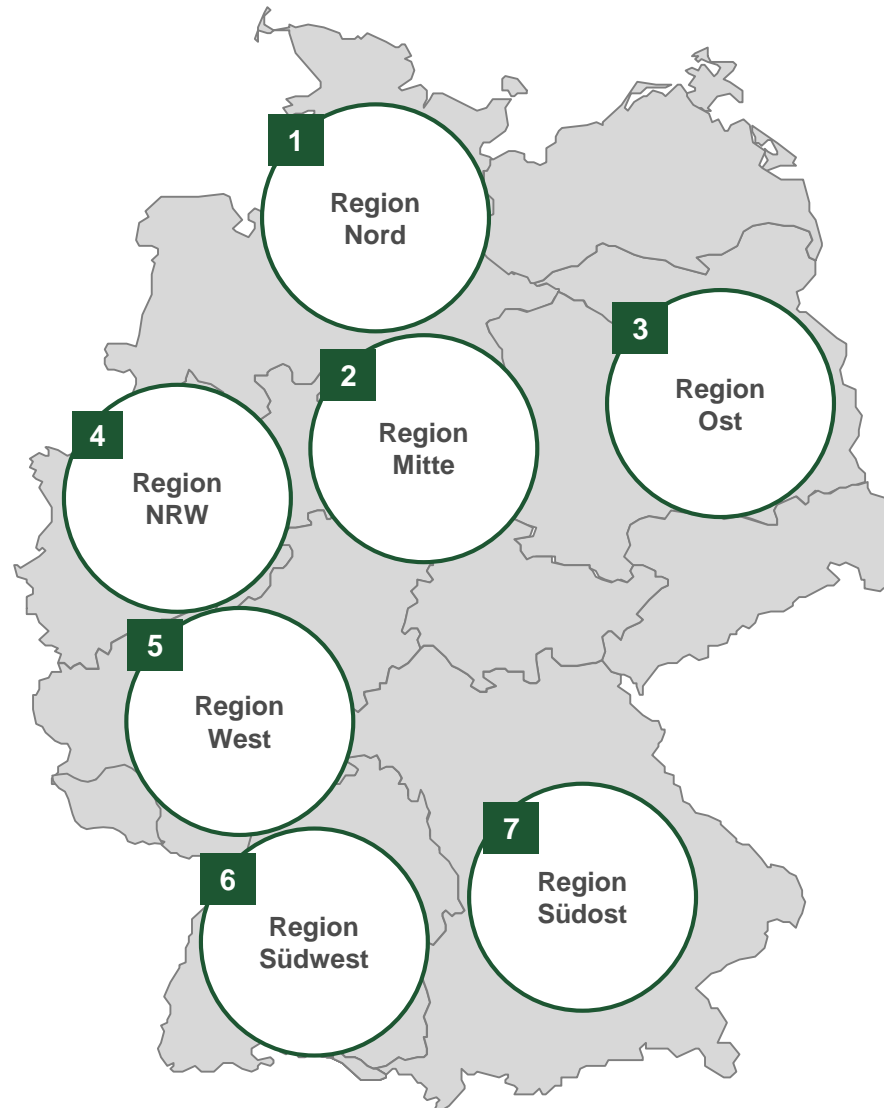 1
Region
Nord
2
Region
Mitte
3
Region
Ost
4
Region
NRW
5
Region
West
6
Region
Südwest
7
Region
Südost